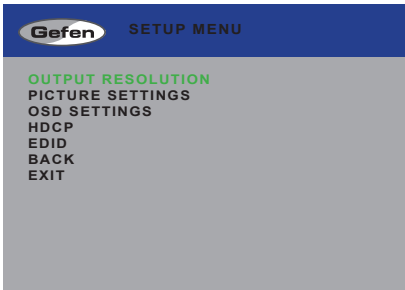 Gefen SETUP MENU
OUTPUT RESOLUTION
PICTURE SETTINGS
OSD SETTINGS
HDCP
EDID
BACK
EXIT